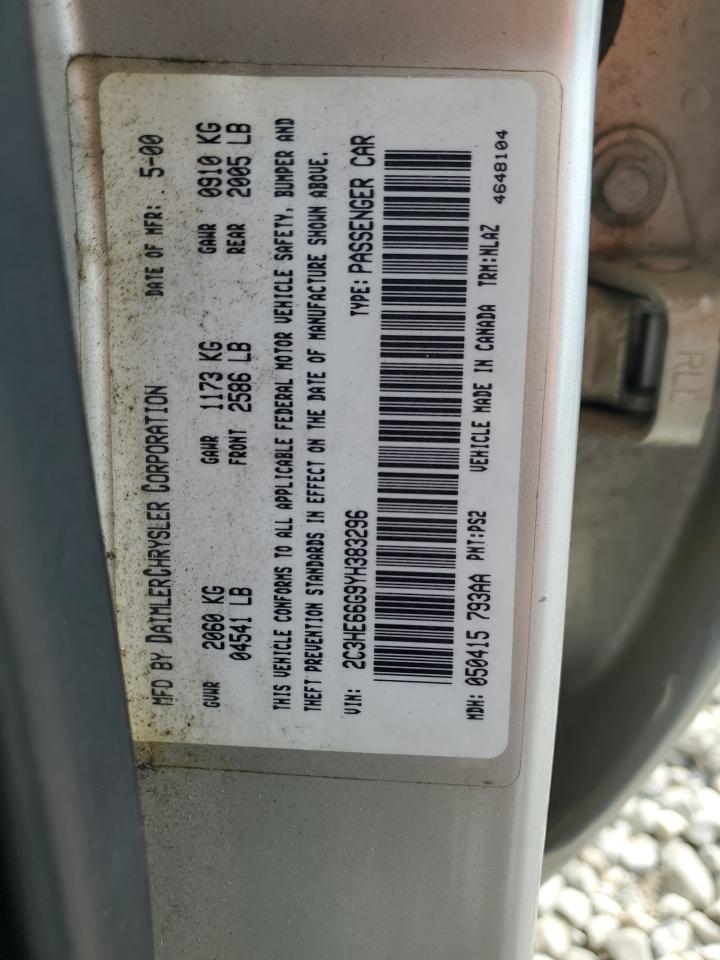 MFD BY DAIMLERCHRYSLER CORPORATION DATE OF MFR: . 5-00
GVWR 2060 KG GAWR 1173 KG GAWR 0910 KG
04541 LB FRONT 2586 LB REAR 2005 LB
THIS VEHICLE CONFORMS TO ALL APPLICABLE FEDERAL MOTOR VEHICLE SAFETY, BUMPER AND
THEFT PREVENTION STANDARDS IN EFFECT ON THE DATE OF MANUFACTURE SHOWN ABOVE.
VIN: 2C3HE66G9YH383296 TYPE: PASSENGER CAR
MDH: 050415 793AA PNT:PS2 VEHICLE MADE IN CANADA TRM:NLAZ
4648104